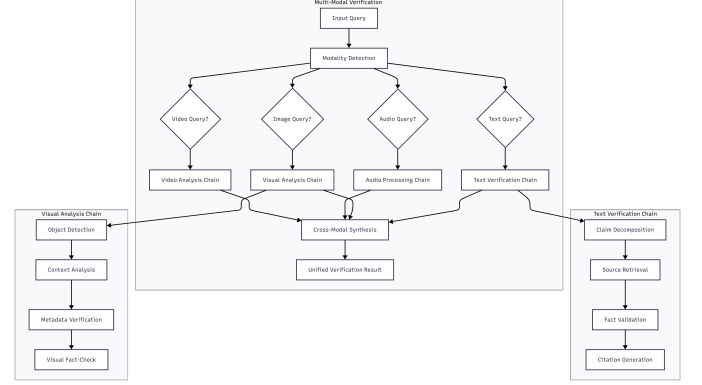 Multi-Modal Verification
Input Query
Modality Detection
Video Query?
Image Query?
Audio Query?
Text Query?
Video Analysis Chain
Visual Analysis Chain
Audio Processing Chain
Text Verification Chain
Visual Analysis Chain
Object Detection
Context Analysis
Metadata Verification
Visual Fact-Check
Cross-Modal Synthesis
Unified Verification Result
Text Verification Chain
Claim Decomposition
Source Retrieval
Fact Validation
Citation Generation